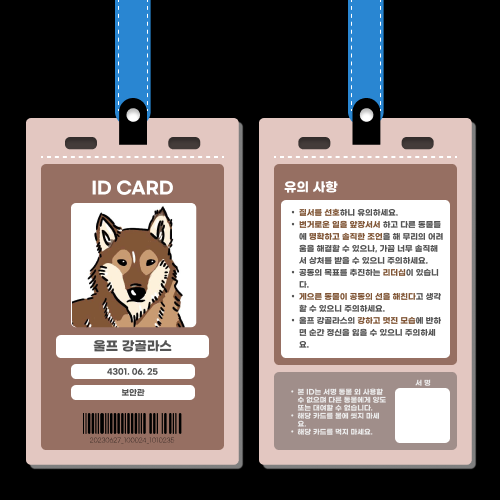 ID CARD
울프 강골라스
4301. 06. 25
보안관
20230627_100024_1010235
유의 사항
• 질서를 선호하니 유의하세요.
• 번거로운 일을 앞장서서 하고 다른 동물들
에 명확하고 솔직한 조언을 해 무리의 어려
움을 해결할 수 있으나, 가끔 너무 솔직해
서 상처를 받을 수 있으니 주의하세요.
• 공동의 목표를 추진하는 리더십이 있습니
다.
• 게으른 동물이 공동의 선을 해친다고 생각
할 수 있으니 주의하세요.
• 울프 강골라스의 강하고 멋진 모습에 반하
면 순간 정신을 잃을 수 있으니 주의하세
요.
서 명
• 본 ID는 서명 동물 외 사용할
수 없으며 다른 동물에게 양도
또는 대여할 수 없습니다.
• 해당 카드를 물에 씻지 마세
요.
• 해당 카드를 먹지 마세요.